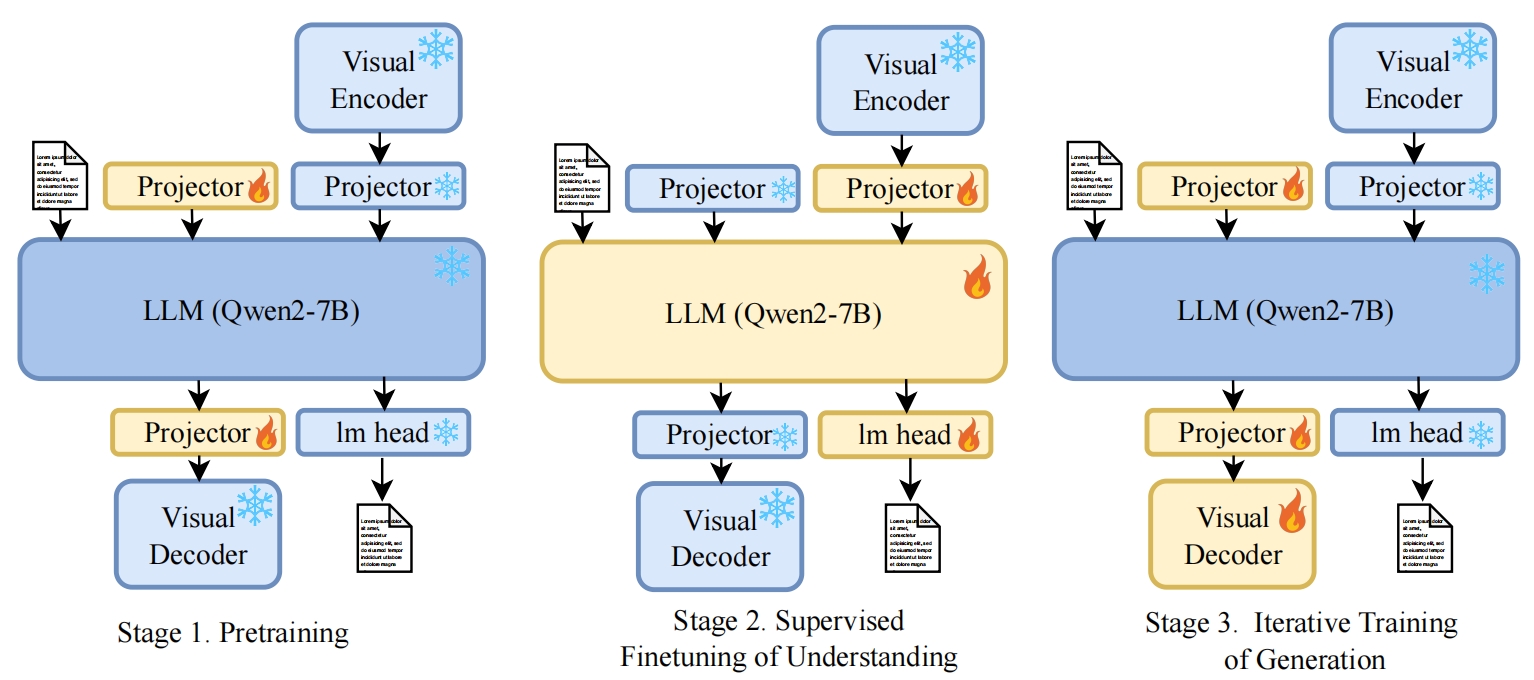 Visual
Encoder
Lorem ipsum dolor
sit amet,
consectetur
adipisicing elit, sed
do eiusmod tempor
incididunt ut labore
et dolore magna
Projector
Projector
LLM (Qwen2-7B)
Projector
lm head
Visual
Decoder
Lorem ipsum dolor
sit amet,
consectetur
adipisicing elit, sed
do eiusmod tempor
incididunt ut labore
et dolore magna
Stage 1. Pretraining
Visual
Encoder
Lorem ipsum dolor
sit amet,
consectetur
adipisicing elit, sed
do eiusmod tempor
incididunt ut labore
et dolore magna
Projector
Projector
LLM (Qwen2-7B)
Projector
lm head
Visual
Decoder
Lorem ipsum dolor
sit amet,
consectetur
adipisicing elit, sed
do eiusmod tempor
incididunt ut labore
et dolore magna
Stage 2. Supervised
Finetuning of Understanding
Visual
Encoder
Lorem ipsum dolor
sit amet,
consectetur
adipisicing elit, sed
do eiusmod tempor
incididunt ut labore
et dolore magna
Projector
Projector
LLM (Qwen2-7B)
Projector
lm head
Visual
Decoder
Lorem ipsum dolor
sit amet,
consectetur
adipisicing elit, sed
do eiusmod tempor
incididunt ut labore
et dolore magna
Stage 3. Iterative Training
of Generation